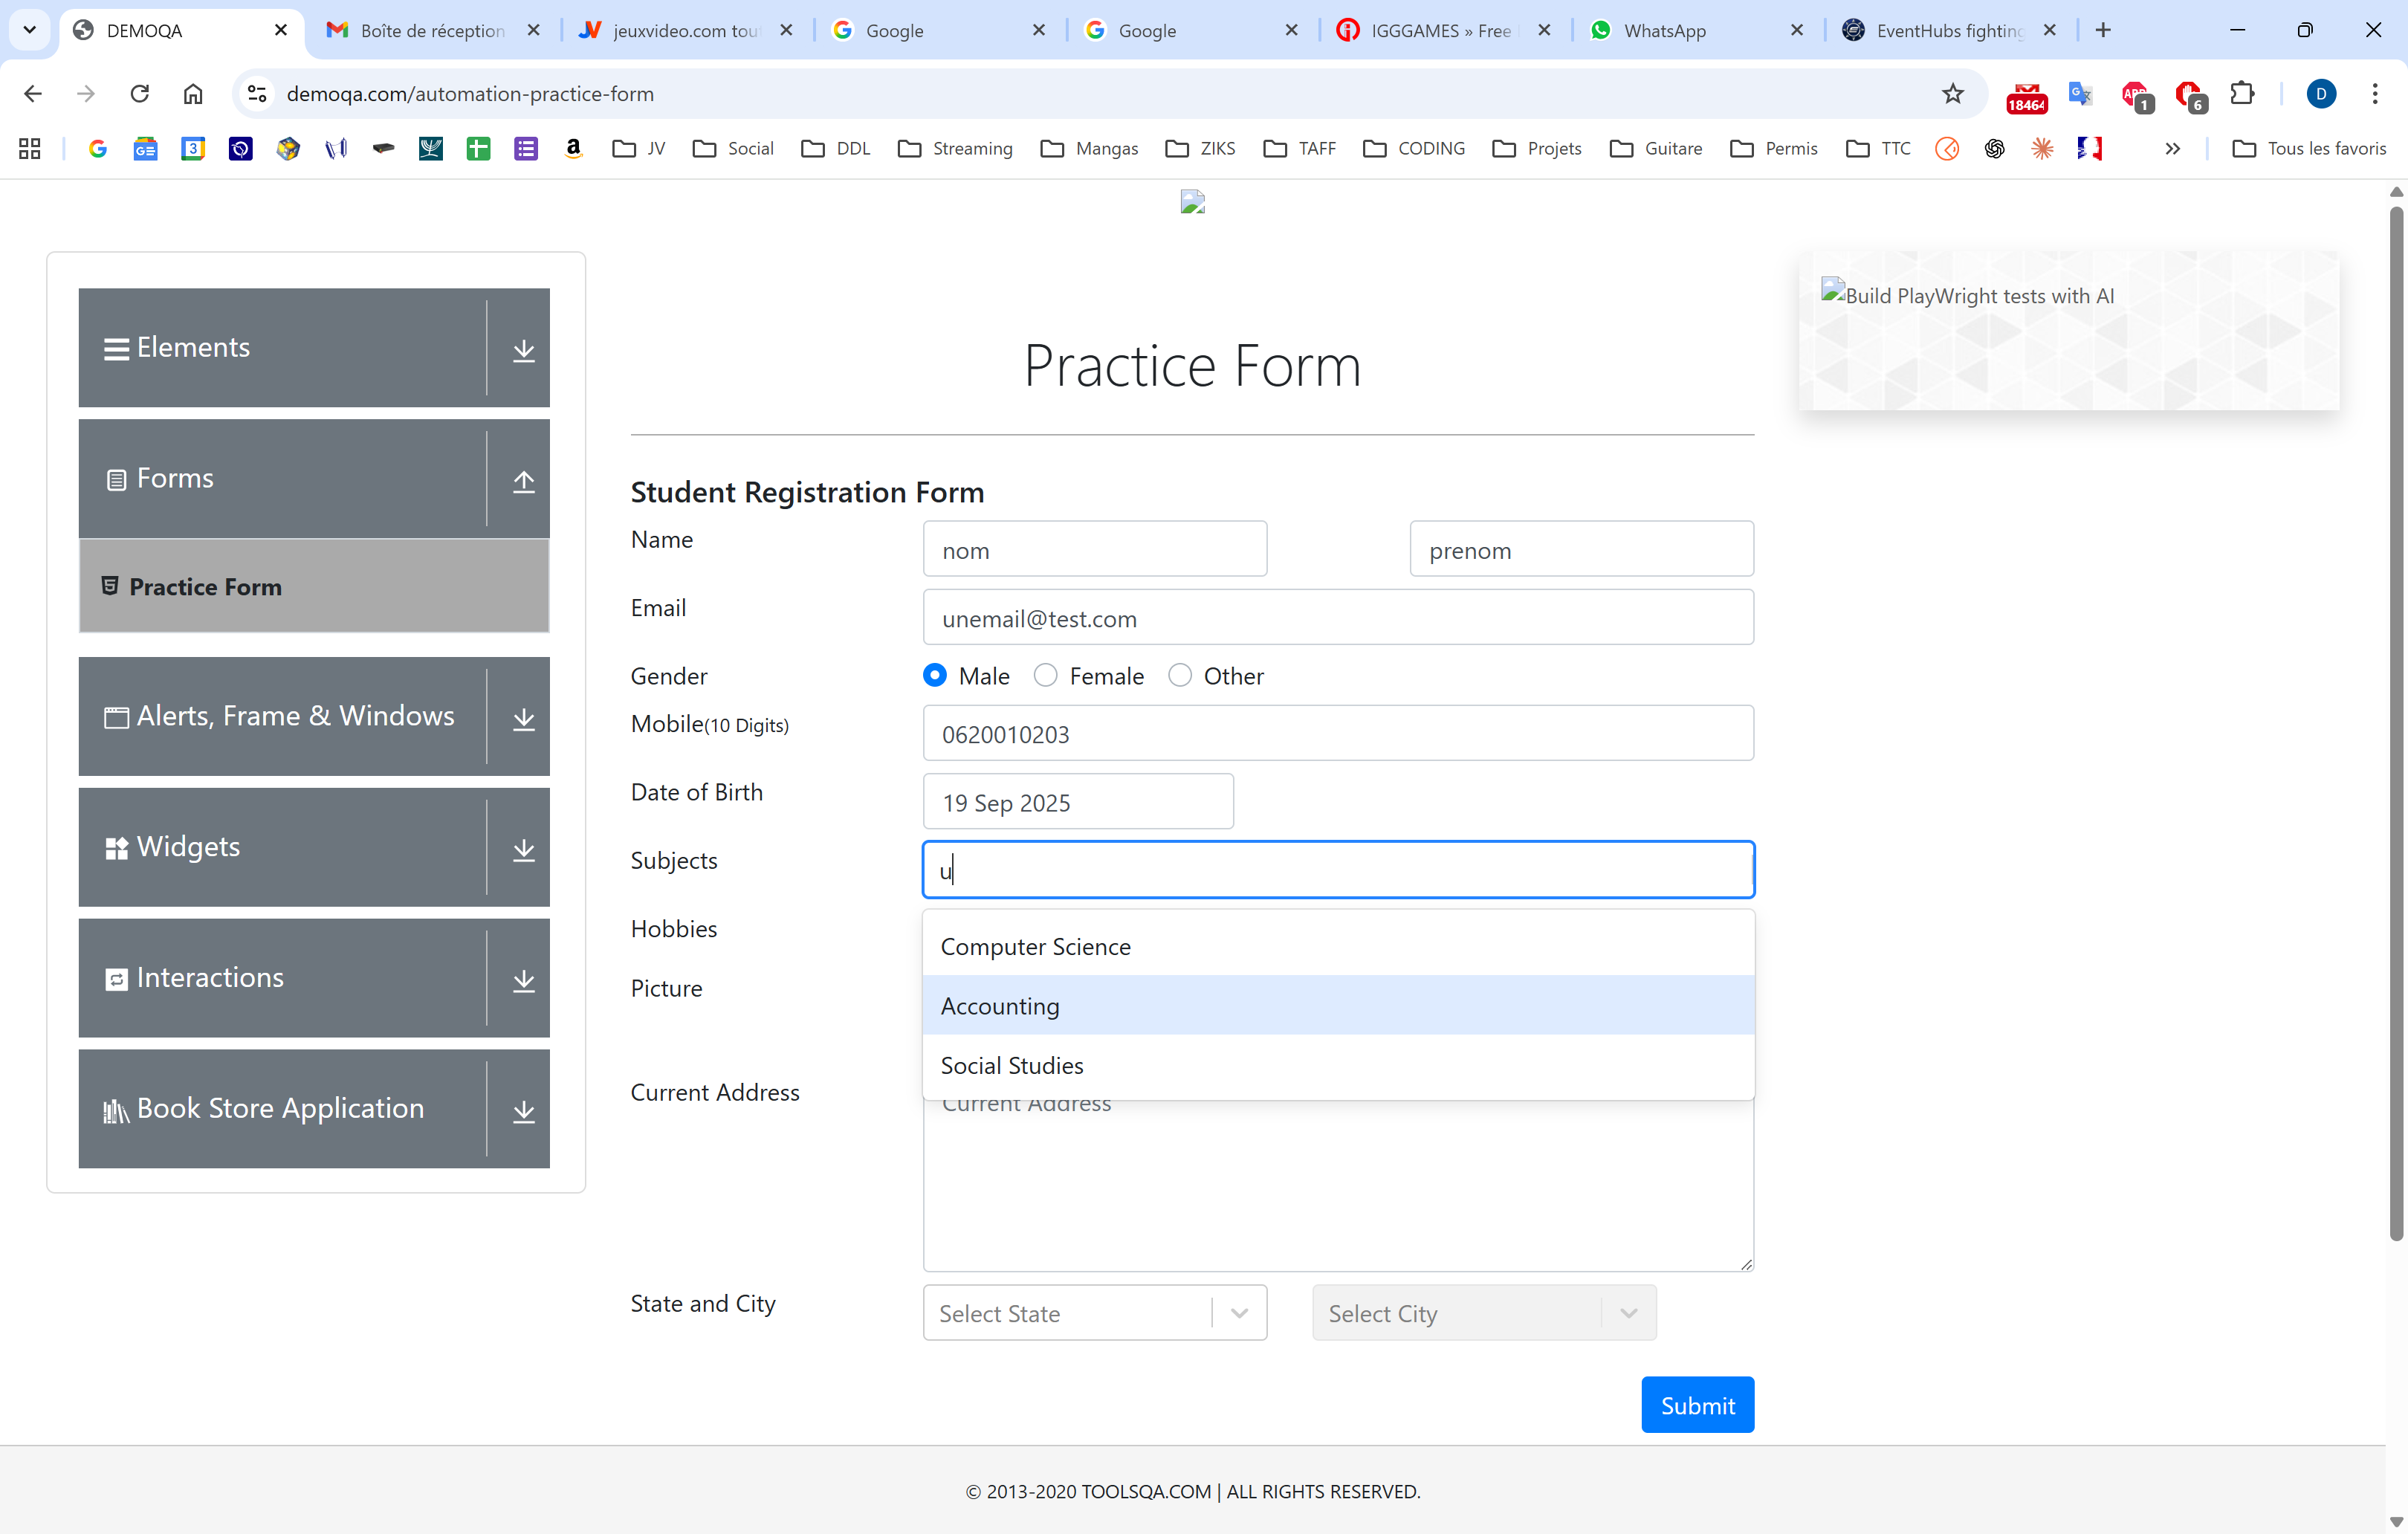 DEMOQA
Boîte de réception
jeuxvideo.com tou
Google
Google
IGGGAMES » Free
WhatsApp
EventHubs fighting
demoqa.com/automation-practice-form
18464
1
6
D
JV
Social
DDL
Streaming
Mangas
ZIKS
TAFF
CODING
Projets
Guitare
Permis
TTC
Tous les favoris
Elements
Forms
Practice Form
Alerts, Frame & Windows
Widgets
Interactions
Book Store Application
Practice Form
Student Registration Form
Name
nom
prenom
Email
unemail@test.com
Gender
Male
Female
Other
Mobile(10 Digits)
0620010203
Date of Birth
19 Sep 2025
Subjects
u
Computer Science
Accounting
Social Studies
Hobbies
Picture
Current Address
Current Address
State and City
Select State
Select City
Submit
Build PlayWright tests with AI
© 2013-2020 TOOLSQA.COM | ALL RIGHTS RESERVED.